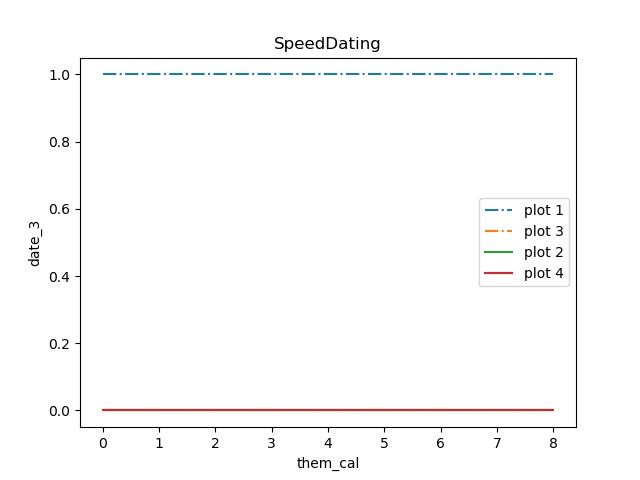 SpeedDating
1.0
0.8
0.6
0.4
0.2
0.0
date_3
plot 1
plot 3
plot 2
plot 4
0 1 2 3 4 5 6 7 8
them_cal